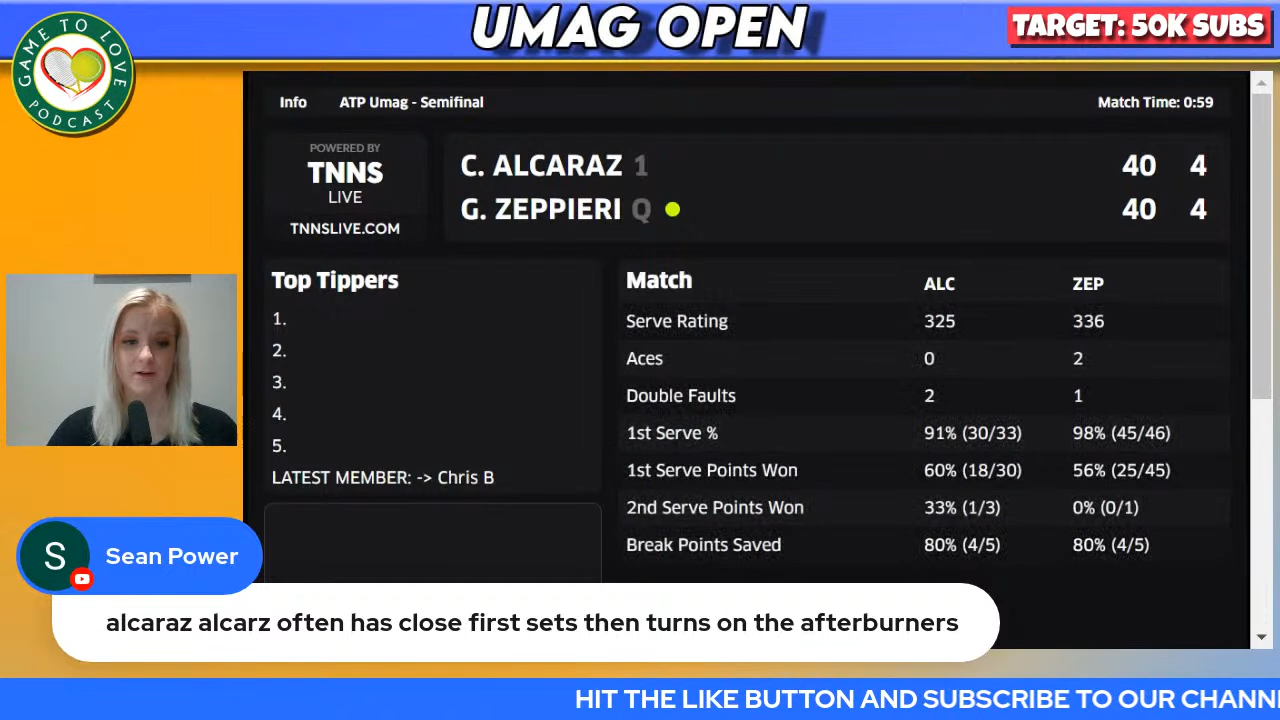 UMAG OPEN
TARGET: 50K SUBS
GAME TO LOVE
PODCAST
Info ATP Umag - Semifinal Match Time: 0:59
POWERED BY
TNNS
LIVE
TNNSLIVE.COM
C. ALCARAZ 1 40 4
G. ZEPPIERI Q 40 4
Top Tippers
1.
2.
3.
4.
5.
LATEST MEMBER: -> Chris B
Match ALC ZEP
Serve Rating 325 336
Aces 0 2
Double Faults 2 1
1st Serve % 91% (30/33) 98% (45/46)
1st Serve Points Won 60% (18/30) 56% (25/45)
2nd Serve Points Won 33% (1/3) 0% (0/1)
Break Points Saved 80% (4/5) 80% (4/5)
S Sean Power
alcaraz alcarz often has close first sets then turns on the afterburners
HIT THE LIKE BUTTON AND SUBSCRIBE TO OUR CHANN